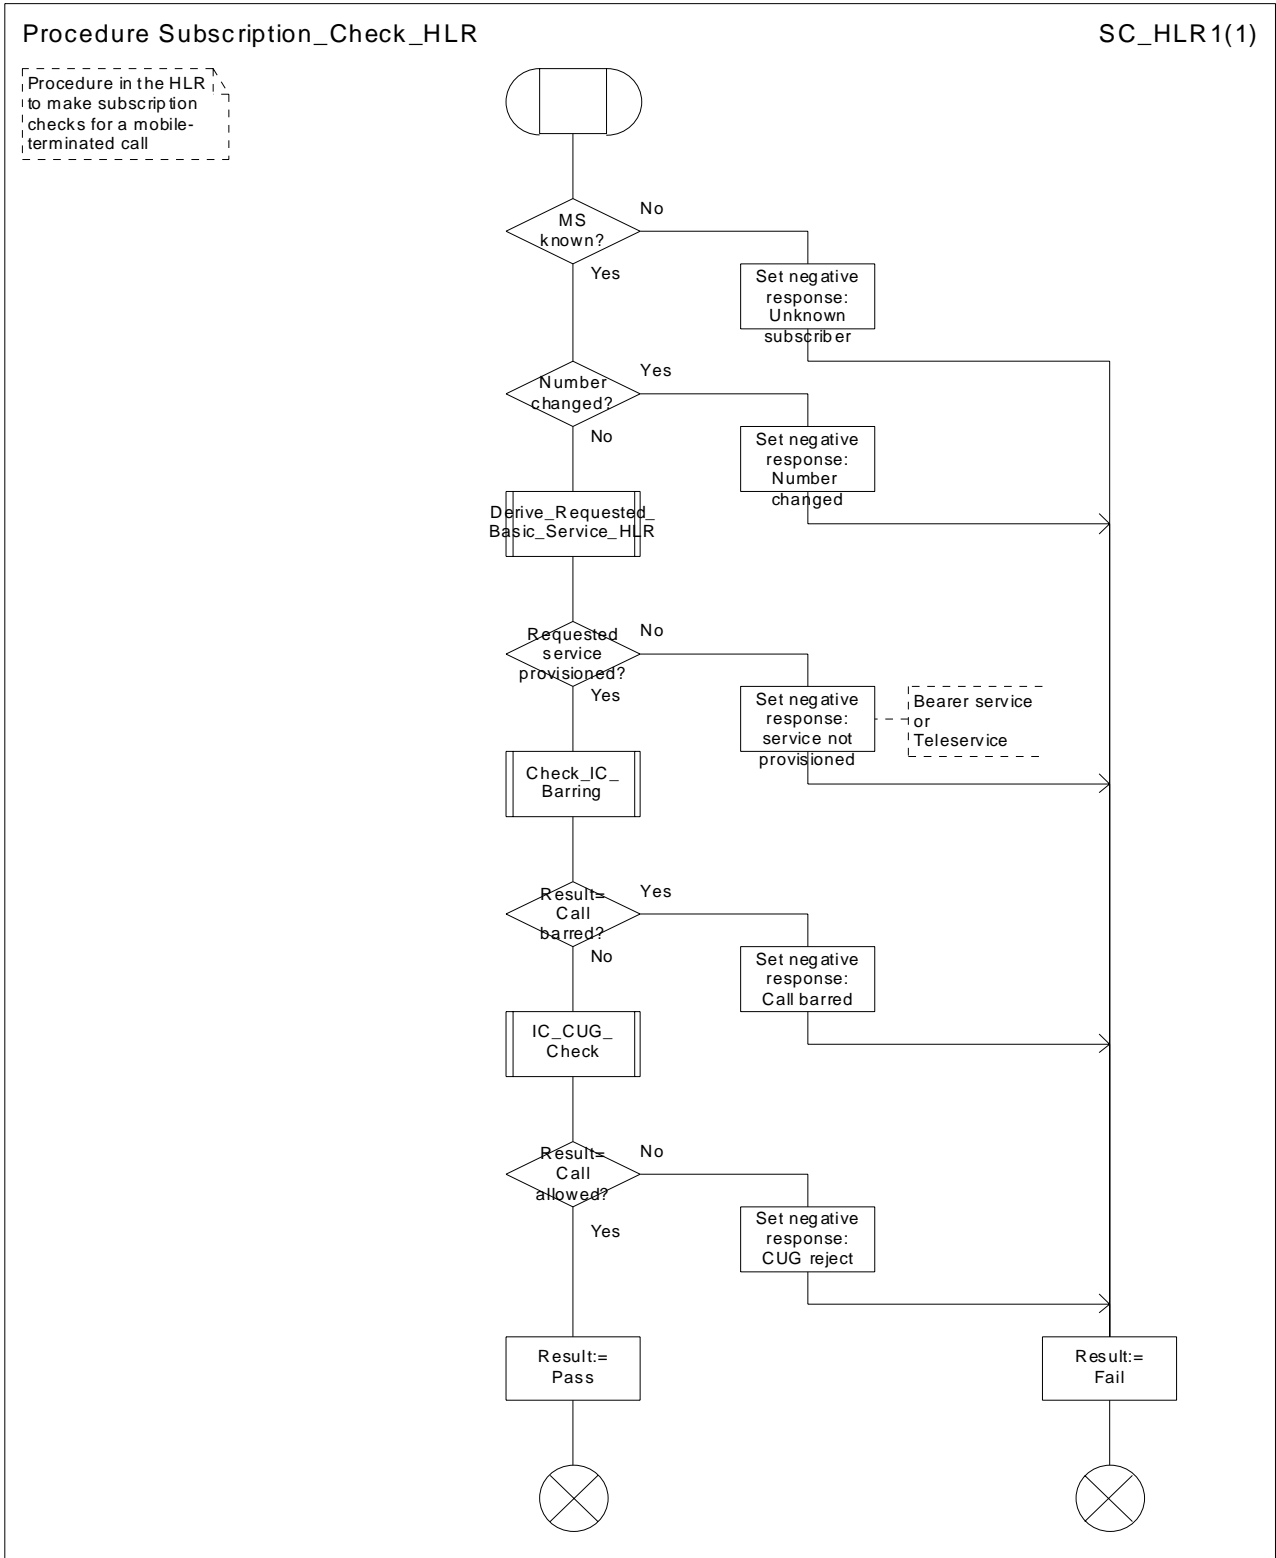 Procedure Subscription_Check_HLR
SC_HLR1(1)
Procedure in the HLR
to make subscription
checks for a mobile-
terminated call
MS
known?
No
Yes
Set negative
response:
Unknown
subscriber
Number
changed?
Yes
No
Set negative
response:
Number
changed
Derive_Requested_
Basic_Service_HLR
Requested
service
provisioned?
No
Yes
Set negative
response:
service not
provisioned
Bearer service
or
Teleservice
Check_IC_
Barring
Result=
Call
barred?
Yes
No
Set negative
response:
Call barred
IC_CUG_
Check
Result=
Call
allowed?
No
Yes
Set negative
response:
CUG reject
Result:=
Pass
Result:=
Fail